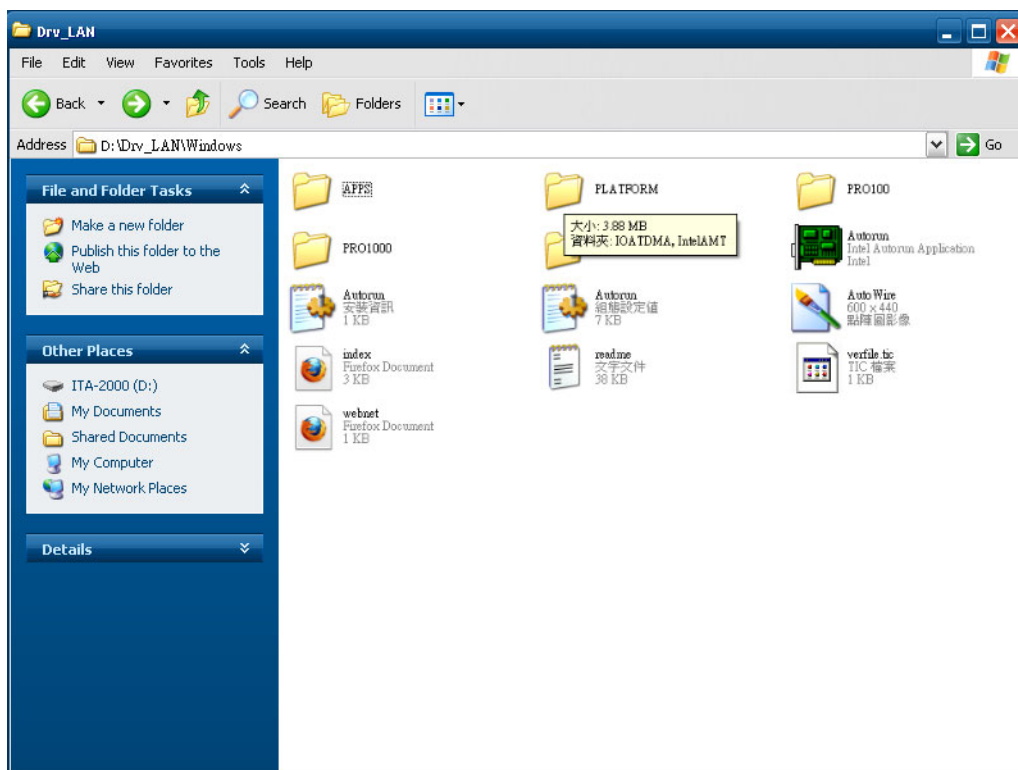 Drv_LAN
File Edit View Favorites Tools Help
Back Search Folders
Address D:\Drv_LAN\Windows Go
File and Folder Tasks
Make a new folder
Publish this folder to the
Web
Share this folder
Other Places
ITA-2000 (D:)
My Documents
Shared Documents
My Computer
My Network Places
Details
APPS
PLATFORM
PRO100
大小: 3.88 MB
資料夾: IOATDMA, IntelAMT
PRO1000
Autorun
Intel Autorun Application
Intel
Autorun
安裝資訊
1 KB
Autorun
組態設定值
7 KB
Auto Wire
600 x 440
點陣圖影像
index
Firefox Document
3 KB
readme
文字文件
38 KB
verfile.tic
TIC 檔案
1 KB
webnet
Firefox Document
1 KB